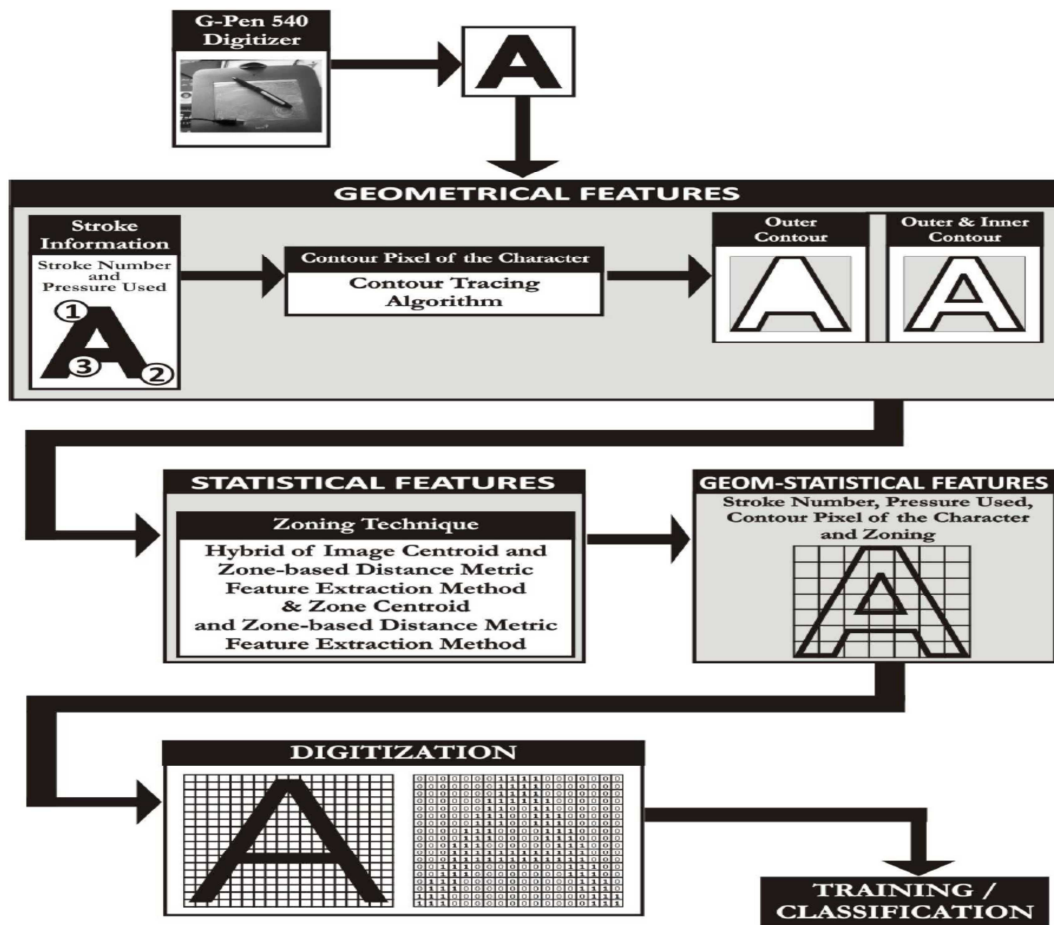 G-Pen 540
Digitizer
A
GEOMETRICAL FEATURES
Stroke
Information
Stroke Number
and
Pressure Used
1
A
3
2
Contour Pixel of the Character
Contour Tracing
Algorithm
Outer
Contour
A
Outer & Inner
Contour
A
STATISTICAL FEATURES
Zoning Technique
Hybrid of Image Centroid and
Zone-based Distance Metric
Feature Extraction Method
& Zone Centroid
and Zone-based Distance Metric
Feature Extraction Method
GEOM-STATISTICAL FEATURES
Stroke Number, Pressure Used,
Contour Pixel of the Character
and Zoning
A
DIGITIZATION
A
TRAINING /
CLASSIFICATION